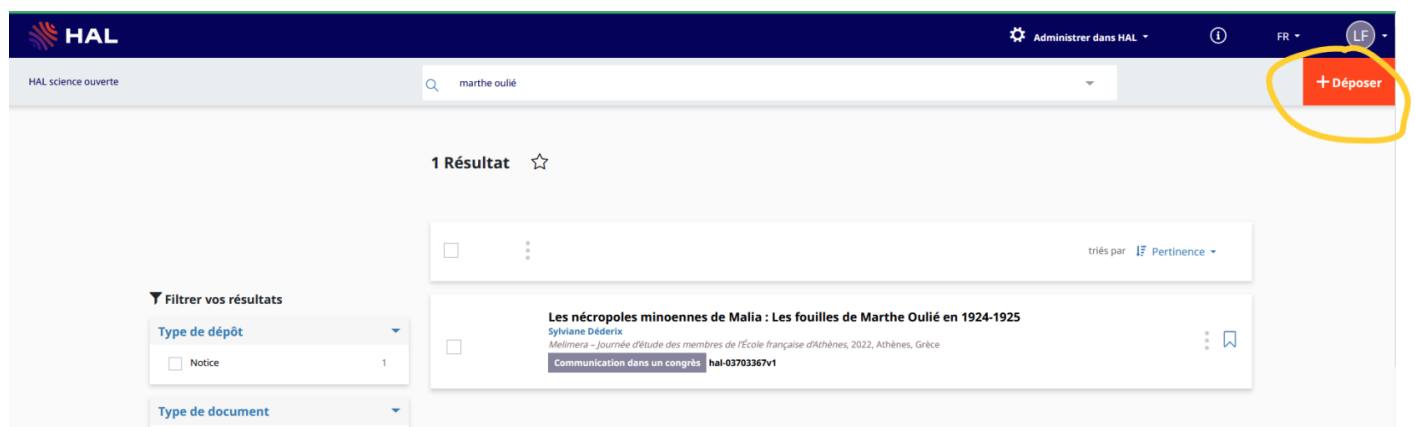 HAL
Administrer dans HAL
FR
LF
HAL science ouverte
marthe oulié
+ Déposer
1 Résultat
triés par Pertinence
Filtrer vos résultats
Type de dépôt
Notice 1
Type de document
Les nécropoles minoennes de Malia : Les fouilles de Marthe Oulié en 1924-1925
Sylviane Déderix
Melimera – Journée d'étude des membres de l'École française d'Athènes, 2022, Athènes, Grèce
Communication dans un congrès hal-03703367v1